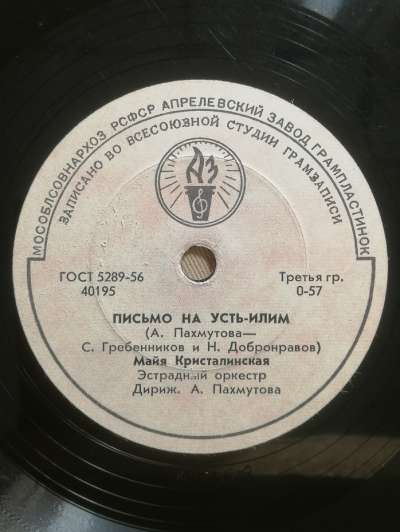 МОСОБЛСОВНАРХОЗ РСФСР АПРЕЛЕВСКИЙ ЗАВОД ГРАМПЛАСТИНОК
ЗАПИСАНО ВО ВСЕСОЮЗНОЙ СТУДИИ ГРАМЗАПИСИ
АЗ
ГОСТ 5289-56
40195
Третья гр.
0-57
ПИСЬМО НА УСТЬ-ИЛИМ
(А. Пахмутова—
С. Гребенников и Н. Добронравов)
Майя Кристалинская
Эстрадный оркестр
Дириж. А. Пахмутова